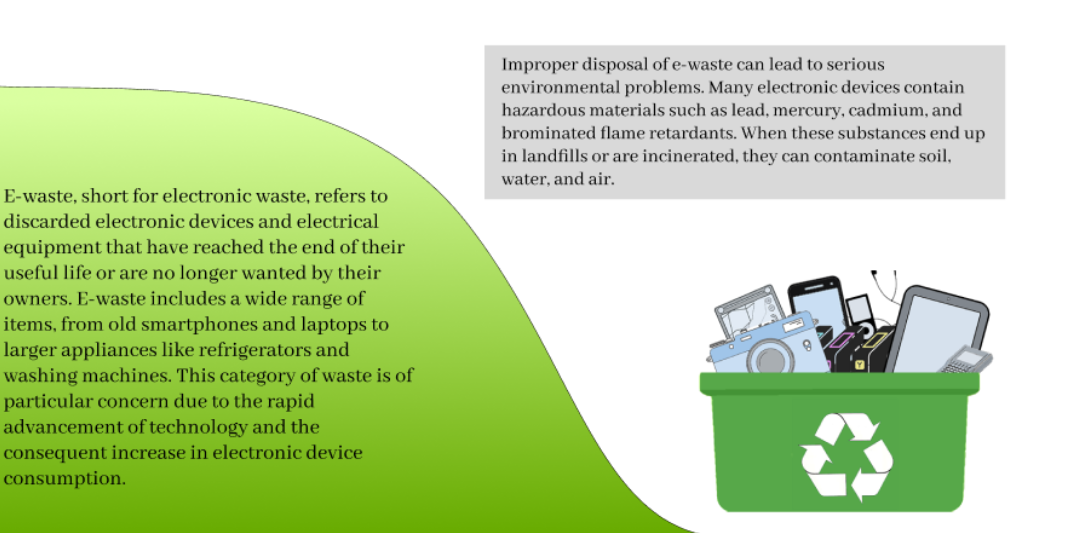 Improper disposal of e-waste can lead to serious
environmental problems. Many electronic devices contain
hazardous materials such as lead, mercury, cadmium, and
brominated flame retardants. When these substances end up
in landfills or are incinerated, they can contaminate soil,
water, and air.
E-waste, short for electronic waste, refers to
discarded electronic devices and electrical
equipment that have reached the end of their
useful life or are no longer wanted by their
owners. E-waste includes a wide range of
items, from old smartphones and laptops to
larger appliances like refrigerators and
washing machines. This category of waste is of
particular concern due to the rapid
advancement of technology and the
consequent increase in electronic device
consumption.
Y